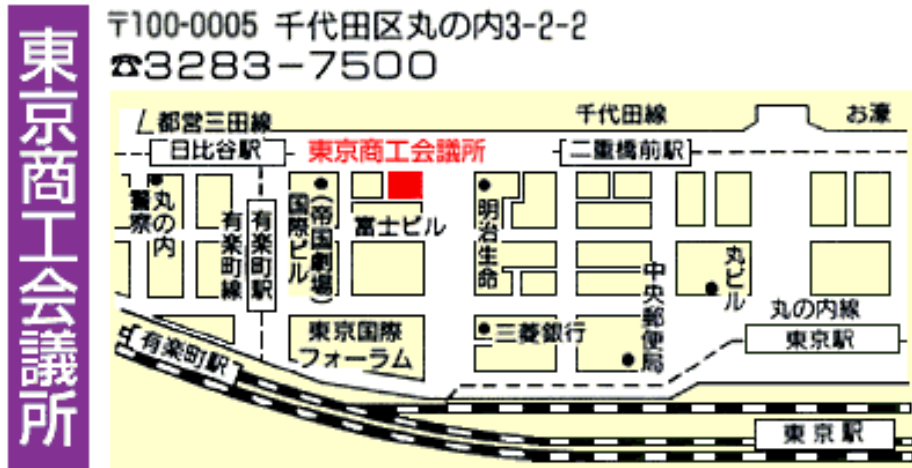 東京商工会議所
〒100-0005 千代田区丸の内3-2-2
☎3283-7500
都営三田線
千代田線
お濠
日比谷駅
東京商工会議所
二重橋前駅
丸の内
警察
有楽町線
有楽町駅
国際ビル
(帝国劇場)
富士ビル
明治生命
中央郵便局
丸ビル
丸の内線
東京駅
有楽町駅
東京国際
フォーラム
三菱銀行
東京駅